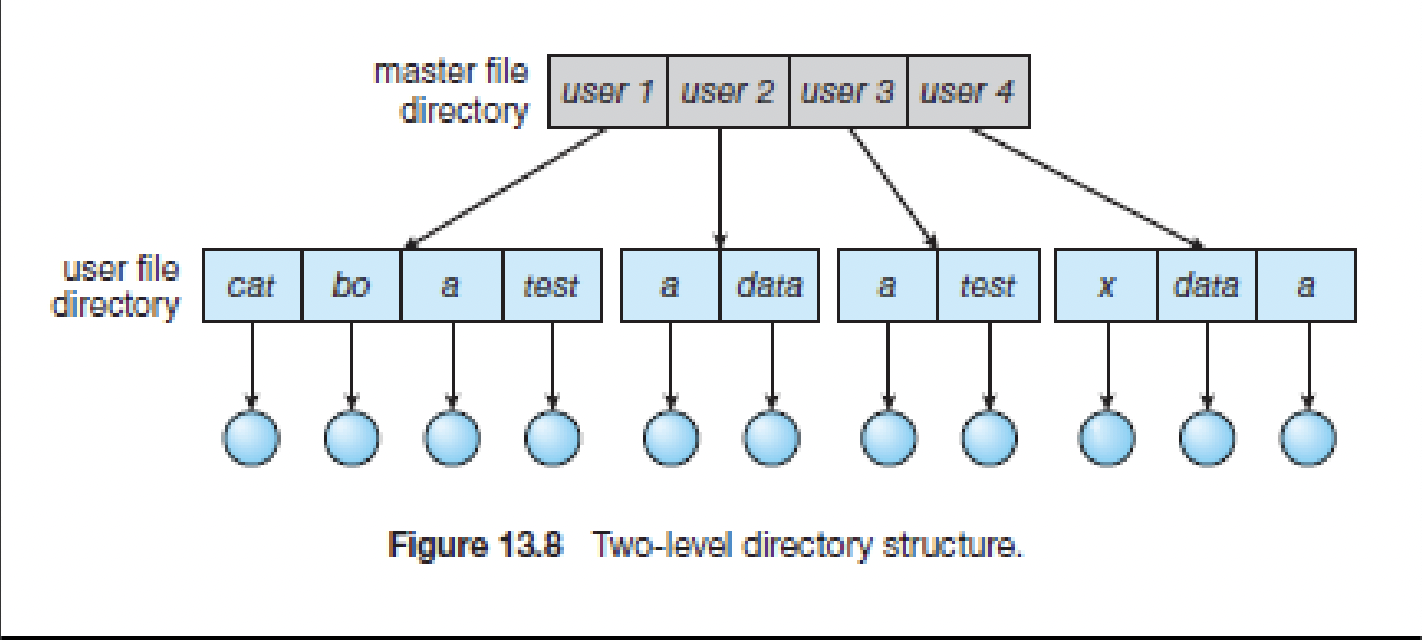 master file
directory
user 1 user 2 user 3 user 4
user file
directory
cat bo a test a data a test x data a
Figure 13.8 Two-level directory structure.